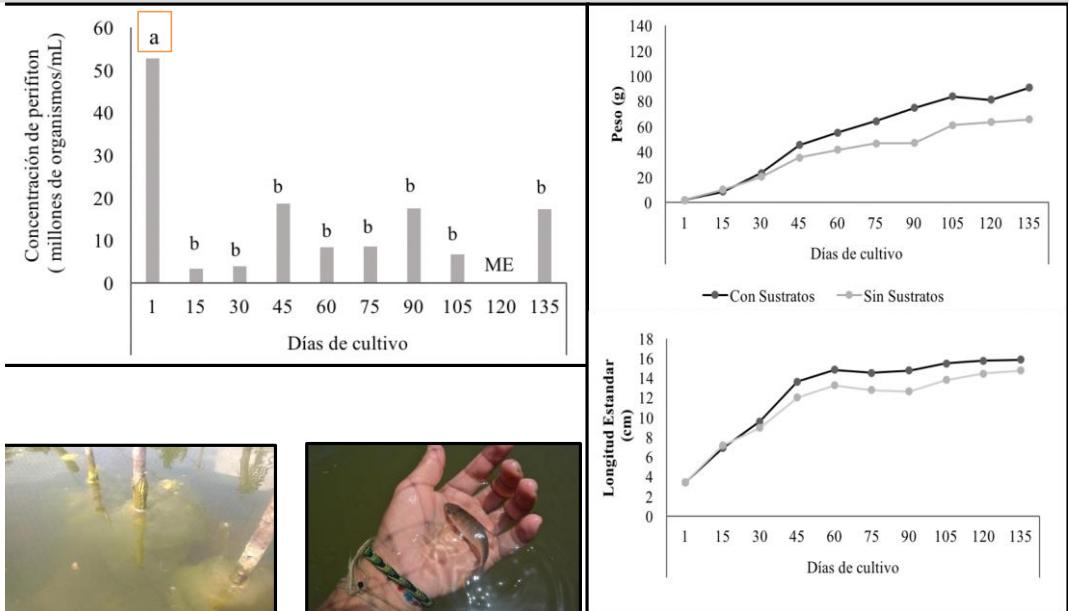 Concentración de perifiton
( millones de organismos/mL)
60
50
40
30
20
10
0
a
b
b
b
b
b
b
b
ME
b
1 15 30 45 60 75 90 105 120 135
Días de cultivo
Peso (g)
140
120
100
80
60
40
20
0
1 15 30 45 60 75 90 105 120 135
Días de cultivo
Con Sustratos Sin Sustratos
Longitud Estandar
(cm)
18
16
14
12
10
8
6
4
2
0
1 15 30 45 60 75 90 105 120 135
Días de cultivo